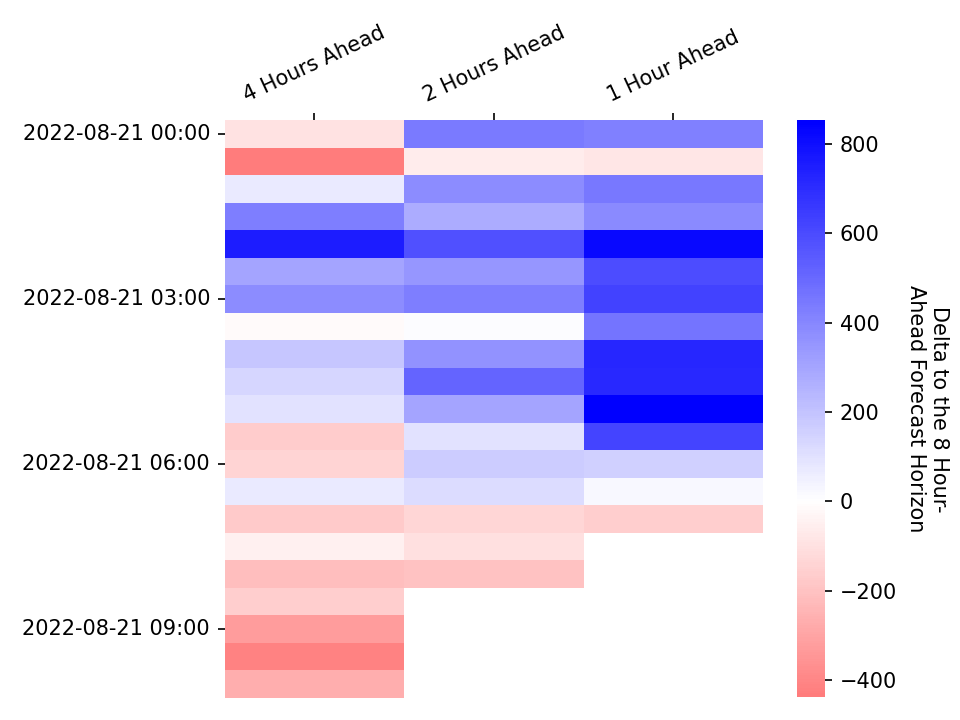 4 Hours Ahead
2 Hours Ahead
1 Hour Ahead
2022-08-21 00:00
2022-08-21 03:00
2022-08-21 06:00
2022-08-21 09:00
800
600
400
200
0
−200
−400
Delta to the 8 Hour-
Ahead Forecast Horizon